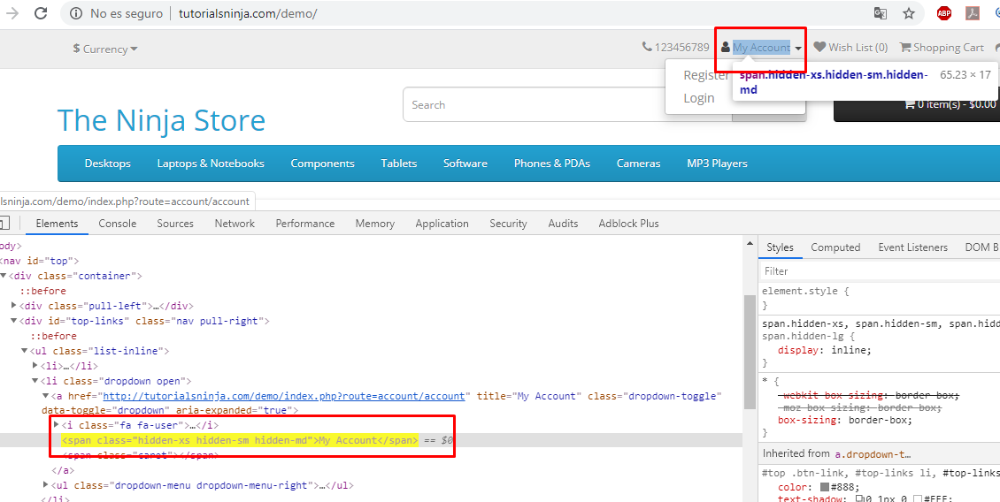 No es seguro | tutorialsninja.com/demo/
ABP
$ Currency
123456789
My Account
Wish List (0)
Shopping Cart
Register
Login
span.hidden-xs.hidden-sm.hidden-md 65.23 × 17
Search
0 item(s) - $0.00
The Ninja Store
Desktops Laptops & Notebooks Components Tablets Software Phones & PDAs Cameras MP3 Players
lsninja.com/demo/index.php?route=account/account
Elements Console Sources Network Performance Memory Application Security Audits Adblock Plus
ody>
<nav id="top">
<div class="container">
::before
<div class="pull-left">…</div>
<div id="top-links" class="nav pull-right">
::before
<ul class="list-inline">
<li>…</li>
<li class="dropdown open">
<a href="http://tutorialsninja.com/demo/index.php?route=account/account" title="My Account" class="dropdown-toggle"
data-toggle="dropdown" aria-expanded="true">
<i class="fa fa-user">…</i>
<span class="hidden-xs hidden-sm hidden-md">My Account</span> == $0
<span class="caret"></span>
</a>
<ul class="dropdown-menu dropdown-menu-right">…</ul>
</li>
Styles Computed Event Listeners DOM B
Filter
element.style {
}
span.hidden-xs, span.hidden-sm, span.hidd
span.hidden-lg {
display: inline;
}
* {
-webkit-box-sizing: border-box;
-moz-box-sizing: border-box;
box-sizing: border-box;
}
Inherited from a.dropdown-t…
#top .btn-link, #top-links li, #top-links
color: #888;
text-shadow: 0 1px 0 #FFF;